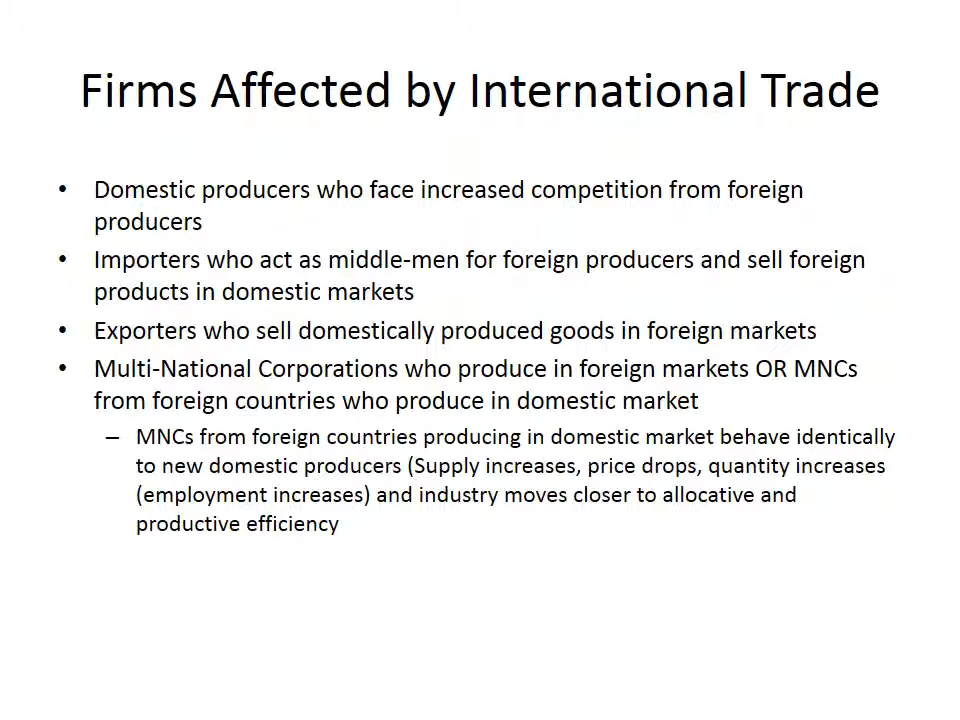 Firms Affected by International Trade
• Domestic producers who face increased competition from foreign
producers
• Importers who act as middle-men for foreign producers and sell foreign
products in domestic markets
• Exporters who sell domestically produced goods in foreign markets
• Multi-National Corporations who produce in foreign markets OR MNCs
from foreign countries who produce in domestic market
– MNCs from foreign countries producing in domestic market behave identically
to new domestic producers (Supply increases, price drops, quantity increases
(employment increases) and industry moves closer to allocative and
productive efficiency